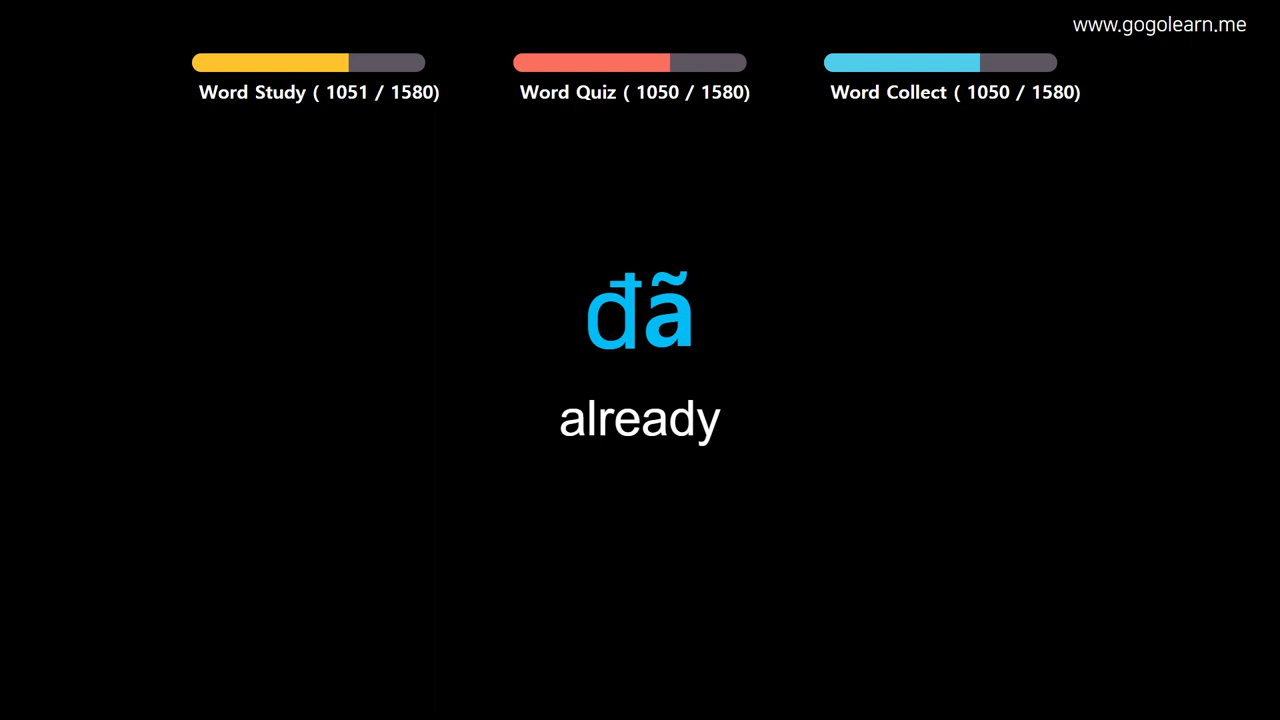 www.gogolearn.me
Word Study ( 1051 / 1580)
Word Quiz ( 1050 / 1580)
Word Collect ( 1050 / 1580)
đã
already